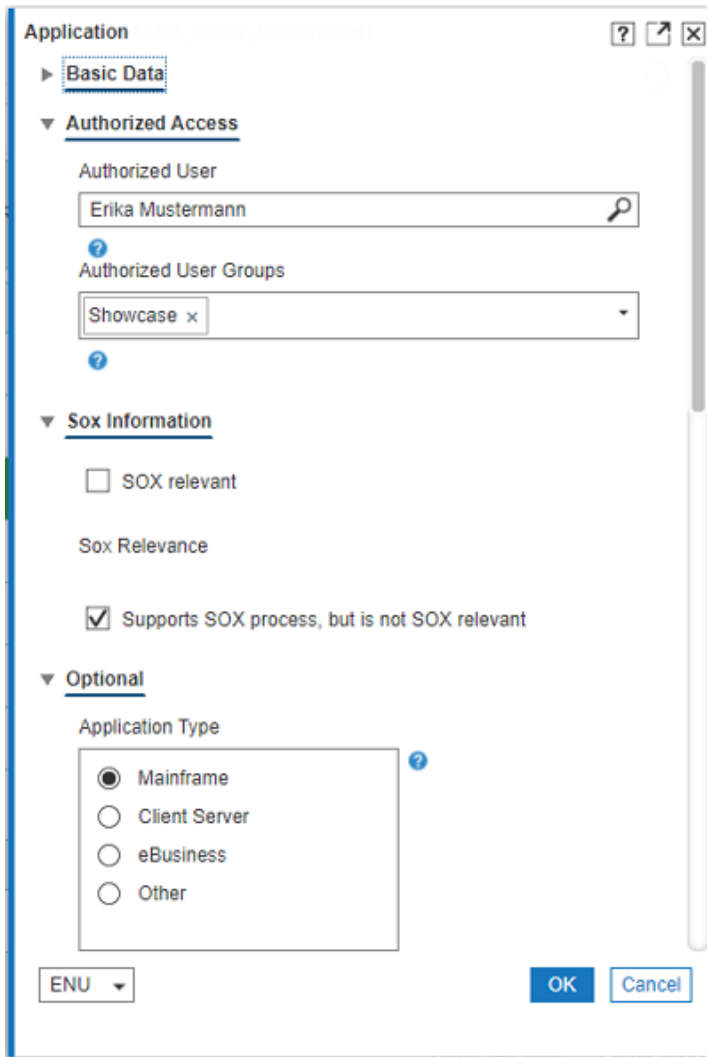 Application
Basic Data
Authorized Access
Authorized User
Erika Mustermann
Authorized User Groups
Showcase ×
Sox Information
SOX relevant
Sox Relevance
Supports SOX process, but is not SOX relevant
Optional
Application Type
Mainframe
Client Server
eBusiness
Other
ENU OK Cancel